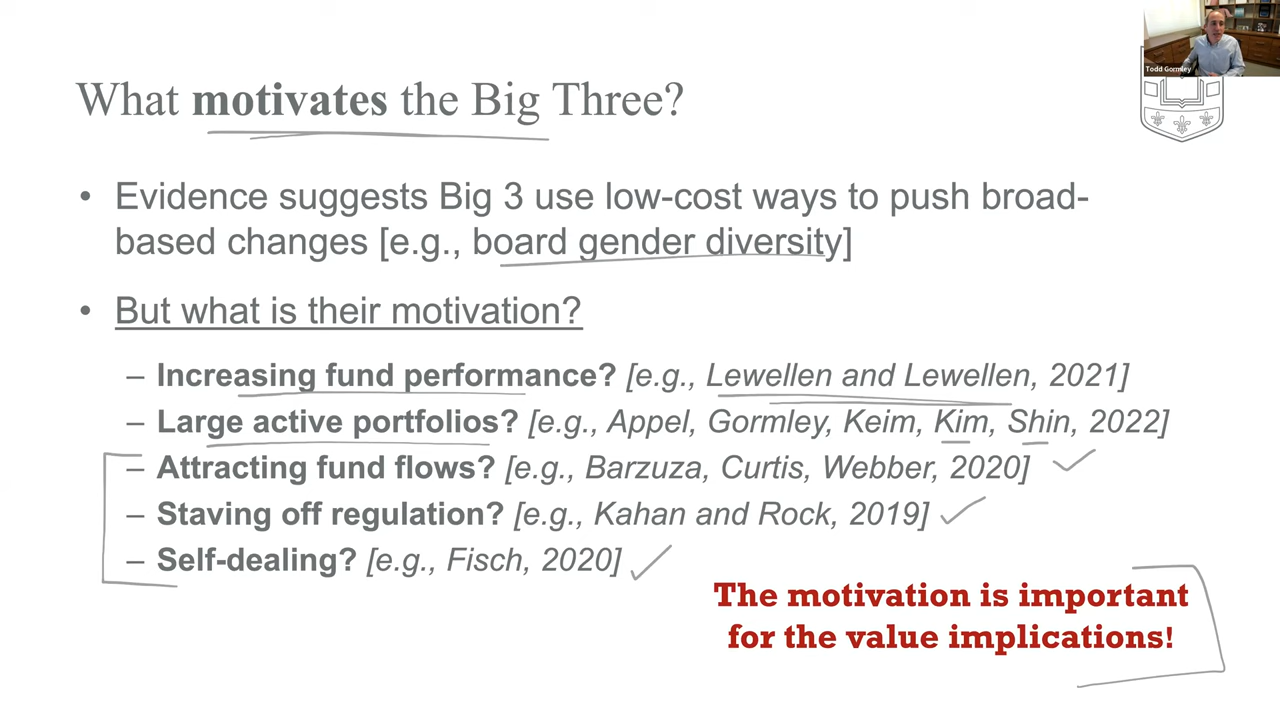 Todd Gormley
What motivates the Big Three?
• Evidence suggests Big 3 use low-cost ways to push broad-
based changes [e.g., board gender diversity]
• But what is their motivation?
– Increasing fund performance? [e.g., Lewellen and Lewellen, 2021]
– Large active portfolios? [e.g., Appel, Gormley, Keim, Kim, Shin, 2022]
– Attracting fund flows? [e.g., Barzuza, Curtis, Webber, 2020]
– Staving off regulation? [e.g., Kahan and Rock, 2019]
– Self-dealing? [e.g., Fisch, 2020]
The motivation is important
for the value implications!